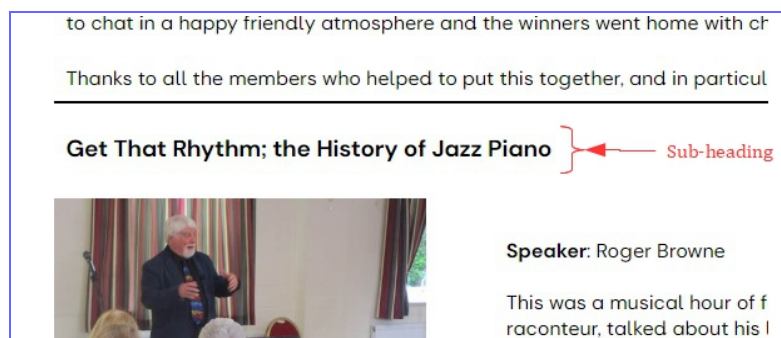 to chat in a happy friendly atmosphere and the winners went home with
Thanks to all the members who helped to put this together, and in
Get That Rhythm; the History of Jazz Piano
Sub-heading
Speaker: Roger Browne
This was a musical hour of
raconteur, talked about his